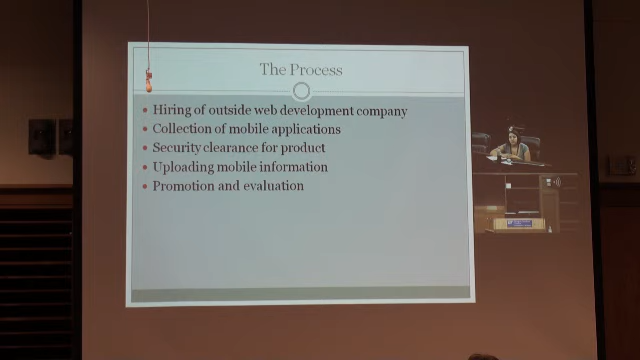 The Process
• Hiring of outside web development company
• Collection of mobile applications
• Security clearance for product
• Uploading mobile information
• Promotion and evaluation